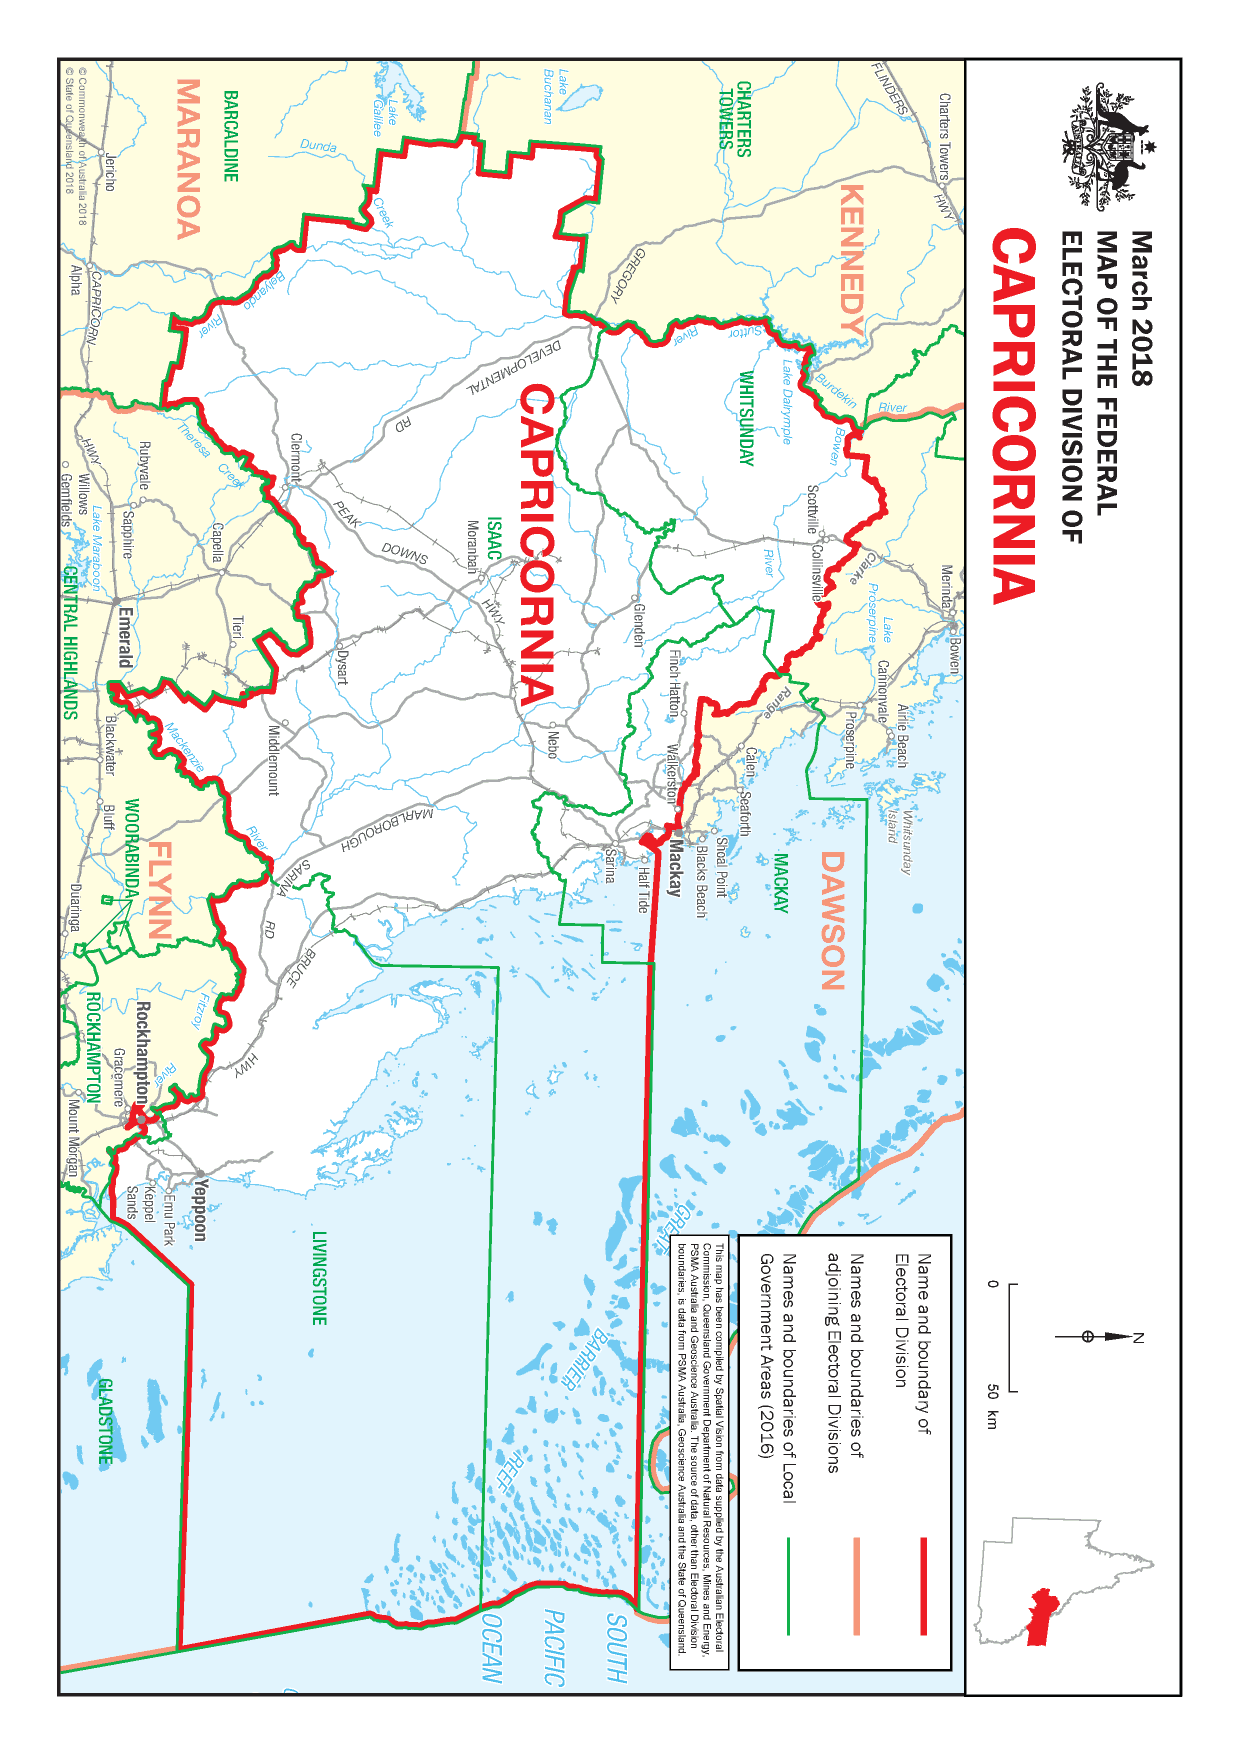 March 2018
MAP OF THE FEDERAL
ELECTORAL DIVISION OF
CAPRICORNIA
N
0
50 km
Name and boundary of
Electoral Division
Names and boundaries of
adjoining Electoral Divisions
Names and boundaries of Local
Government Areas (2016)
This map has been compiled by Spatial Vision from data supplied by the Australian Electoral
Commission, Queensland Government Department of Natural Resources, Mines and Energy,
PSMA Australia and Geoscience Australia. The source of data, other than Electoral Division
boundaries, is data from PSMA Australia, Geoscience Australia and the State of Queensland.
FLINDERS
Charters Towers
HWY
CHARTERS
TOWERS
KENNEDY
Merinda
Bowen
Lake
Buchanan
GREGORY
Suttor
River
Burdekin
River
Lake Dalrymple
Bowen
WHITSUNDAY
Scottville
Collinsville
River
Clarke
Lake
Proserpine
Cannonvale
Airlie Beach
Proserpine
Whitsunday
Island
Range
Calen
Seaforth
DAWSON
MACKAY
Shoal Point
Blacks Beach
Mackay
Finch Hatton
Walkerston
Half Tide
Sarina
Glenden
Nebo
DEVELOPMENTAL
RD
CAPRICORNIA
ISAAC
Moranbah
PEAK
DOWNS
HWY
Clermont
Dysart
Middlemount
MARLBOROUGH
SARINA
RD
BRUCE
HWY
Lake
Galilee
Dunda
Creek
BARCALDINE
MARANOA
Belyando
River
Jericho
Alpha
CAPRICORN
HWY
Theresa
Creek
Rubyvale
Sapphire
Willows
Gemfields
Lake Maraboon
Capella
Tieri
Emerald
CENTRAL HIGHLANDS
Blackwater
Bluff
Mackenzie
River
WOORABINDA
FLYNN
Duaringa
ROCKHAMPTON
Fitzroy
River
Rockhampton
Gracemere
Mount Morgan
Yeppoon
Emu Park
Keppel
Sands
LIVINGSTONE
GLADSTONE
GREAT
BARRIER
REEF
SOUTH
PACIFIC
OCEAN
© Commonwealth of Australia 2018
© State of Queensland 2018